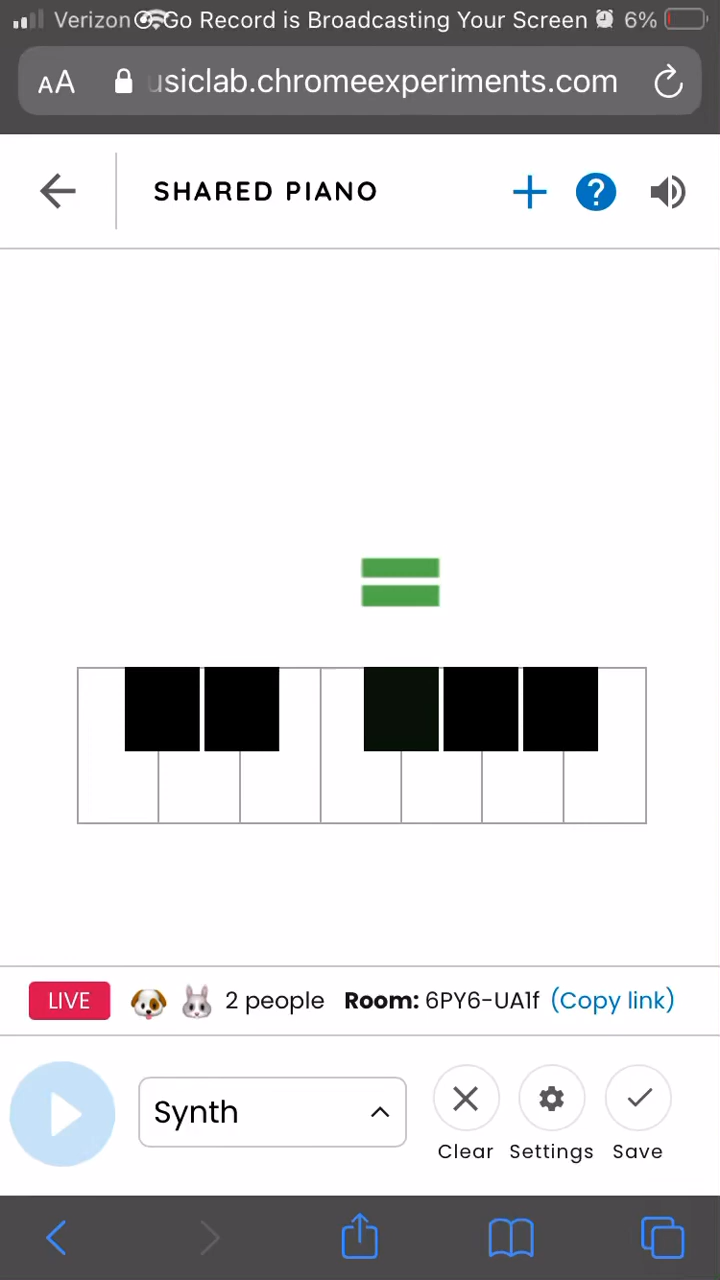 Verizon Go Record is Broadcasting Your Screen 6%
AA usiclab.chromeexperiments.com
SHARED PIANO ?
LIVE 2 people Room: 6PY6-UA1f (Copy link)
Synth
Clear Settings Save